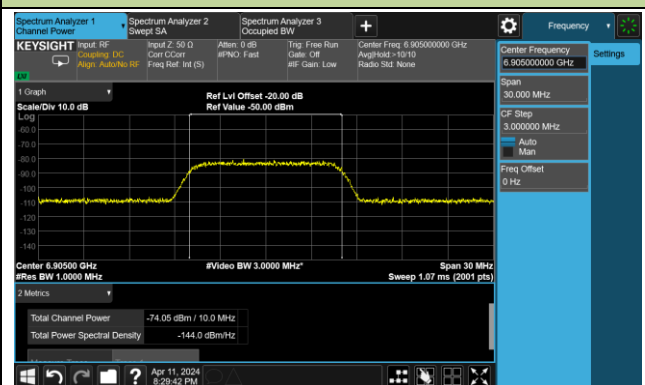 Spectrum Analyzer 1
Channel Power
Spectrum Analyzer 2
Swept SA
Spectrum Analyzer 3
Occupied BW
Frequency
KEYSIGHT
Input: RF
Coupling: DC
Align: Auto/No RF
Input Z: 50 Ω
Corr CCorr
Freq Ref: Int (S)
Atten: 0 dB
#PNO: Fast
Trig: Free Run
Gate: Off
#IF Gain: Low
Center Freq: 6.905000000 GHz
Avg|Hold:>10/10
Radio Std: None
Center Frequency
6.905000000 GHz
Settings
Span
30.000 MHz
CF Step
3.000000 MHz
Auto
Man
Freq Offset
0 Hz
1 Graph
Scale/Div 10.0 dB
Ref Lvl Offset -20.00 dB
Ref Value -50.00 dBm
Log
-60.0
-70.0
-80.0
-90.0
-100
-110
-120
-130
-140
Center 6.90500 GHz
#Video BW 3.0000 MHz*
Span 30 MHz
#Res BW 1.0000 MHz
Sweep 1.07 ms (2001 pts)
2 Metrics
Total Channel Power -74.05 dBm / 10.0 MHz
Total Power Spectral Density -144.0 dBm/Hz
Apr 11, 2024
8:29:42 PM